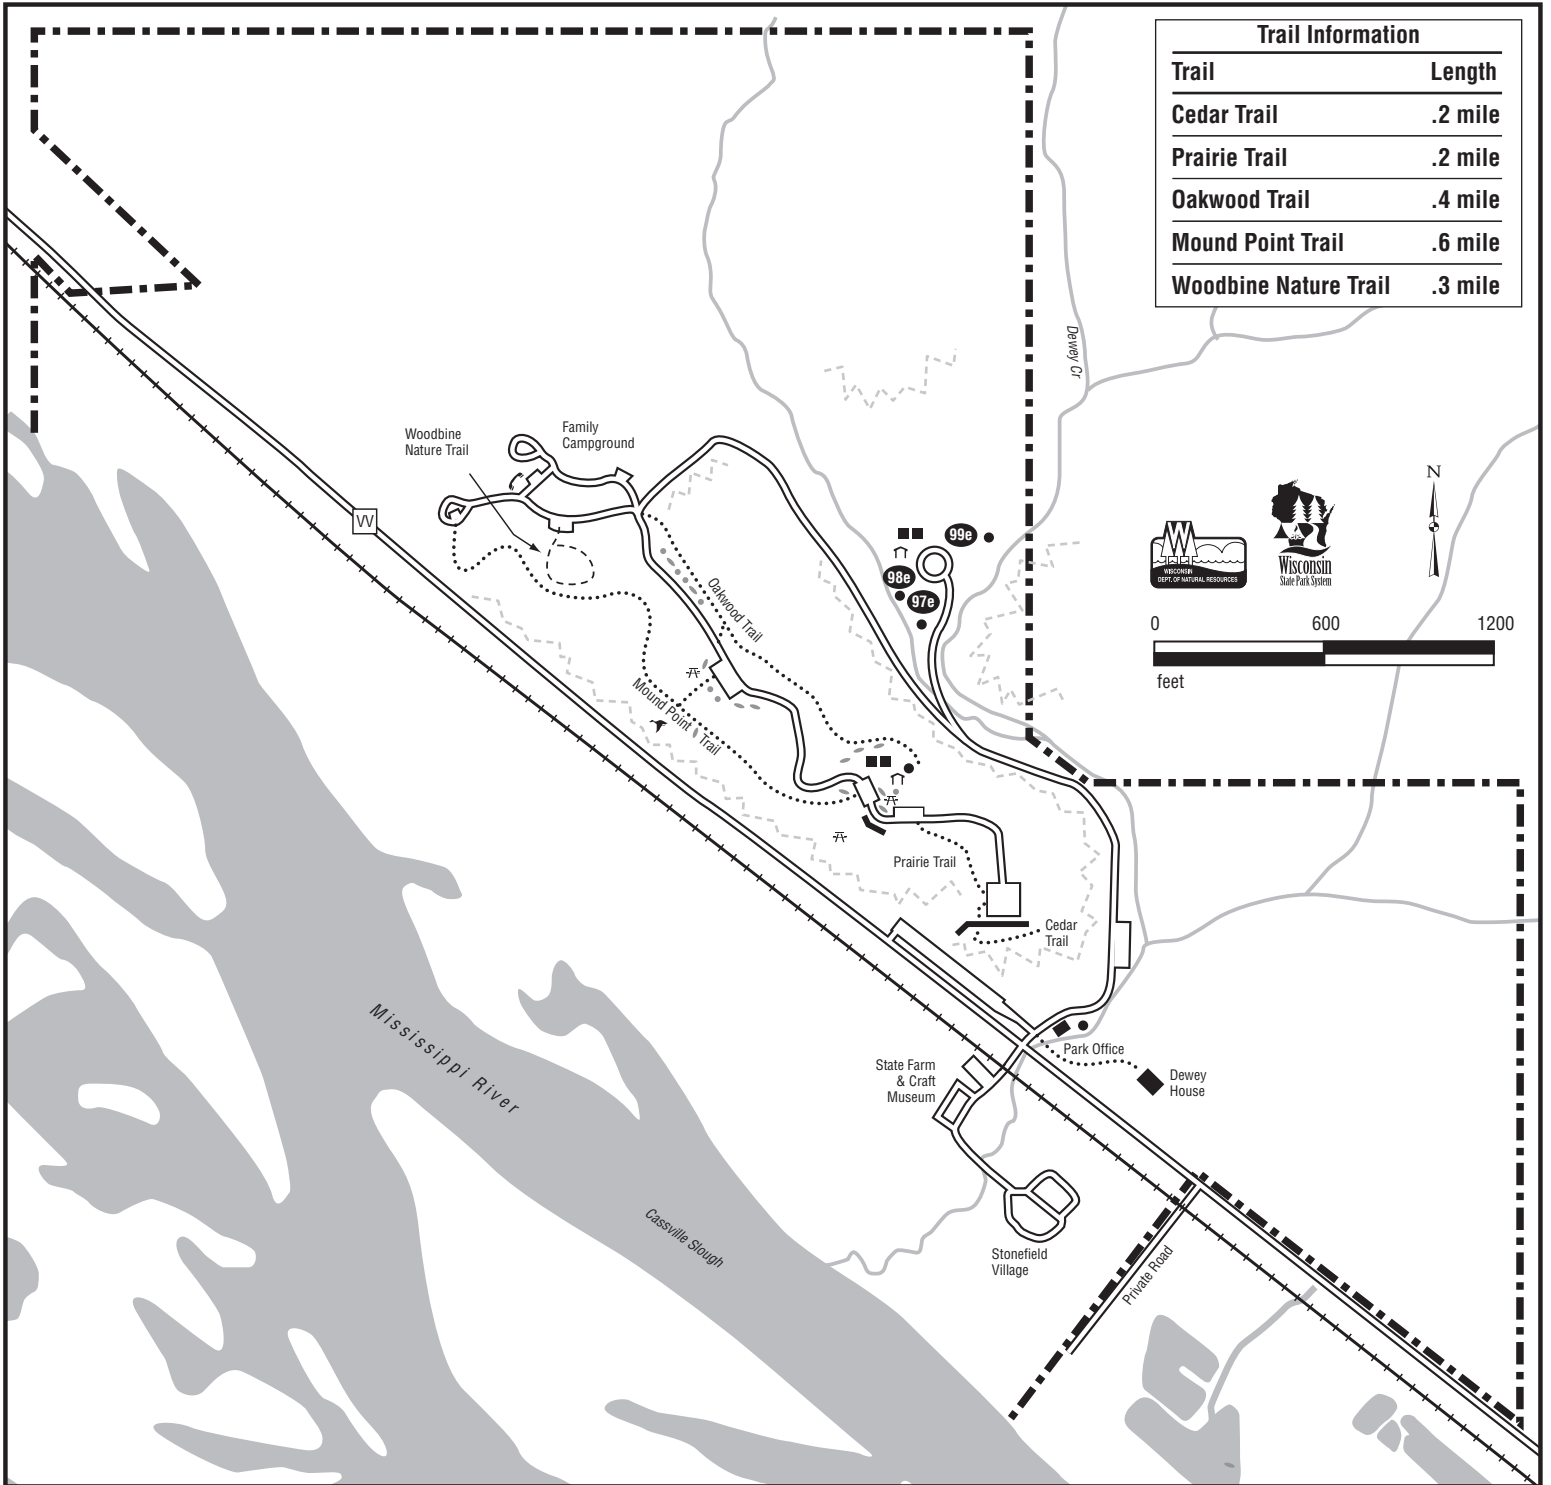 Trail Information
Trail Length
Cedar Trail .2 mile
Prairie Trail .2 mile
Oakwood Trail .4 mile
Mound Point Trail .6 mile
Woodbine Nature Trail .3 mile
Dewey Cr
Woodbine
Nature Trail
Family
Campground
VV
99e
98e
97e
Oakwood Trail
Mound Point
Trail
W
WISCONSIN
DEPT. OF NATURAL RESOURCES
Wisconsin
State Park System
N
0 600 1200
feet
Prairie Trail
Cedar
Trail
Mississippi River
Park Office
State Farm
& Craft
Museum
Dewey
House
Cassville Slough
Stonefield
Village
Private Road